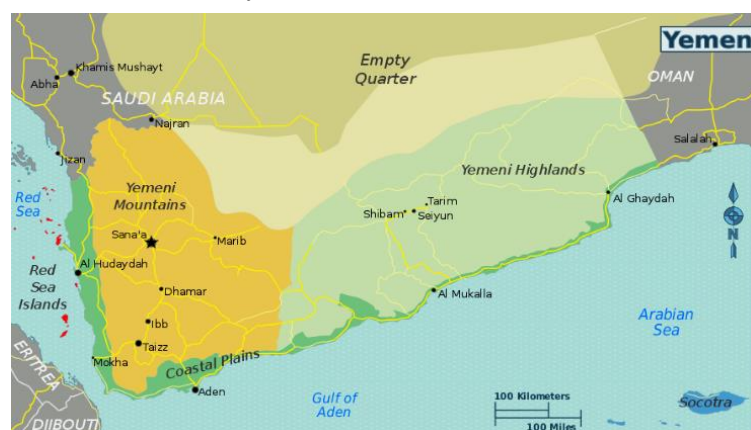 Yemen
Khamis Mushayt
Abha
SAUDI ARABIA
Empty
Quarter
OMAN
Najran
Salalah
Jizan
Yemeni Highlands
Yemeni
Mountains
Red
Sea
Tarim
Shibam
Seiyun
Al Ghaydah
Sana'a
Marib
N
Al Hudaydah
Red
Sea
Islands
Dhamar
Al Mukalla
Arabian
Sea
Ibb
Taizz
Mokha
Coastal Plains
ERITREA
Aden
Gulf of
Aden
100 Kilometers
100 Miles
Socotra
DJIBOUTI